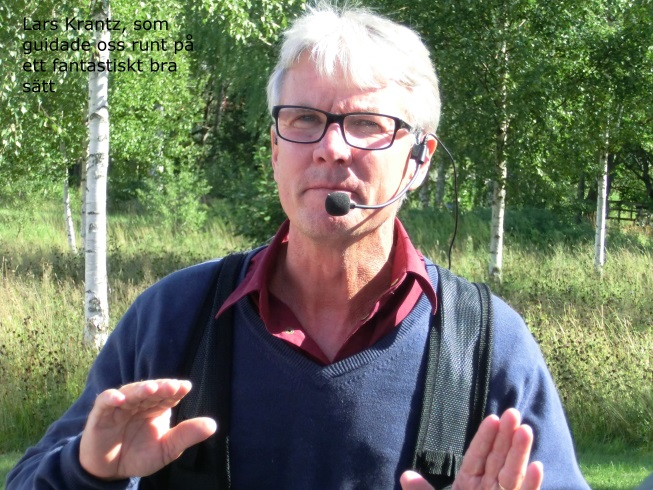 Lars Krantz, som
guidade oss runt på
ett fantastiskt bra
sätt